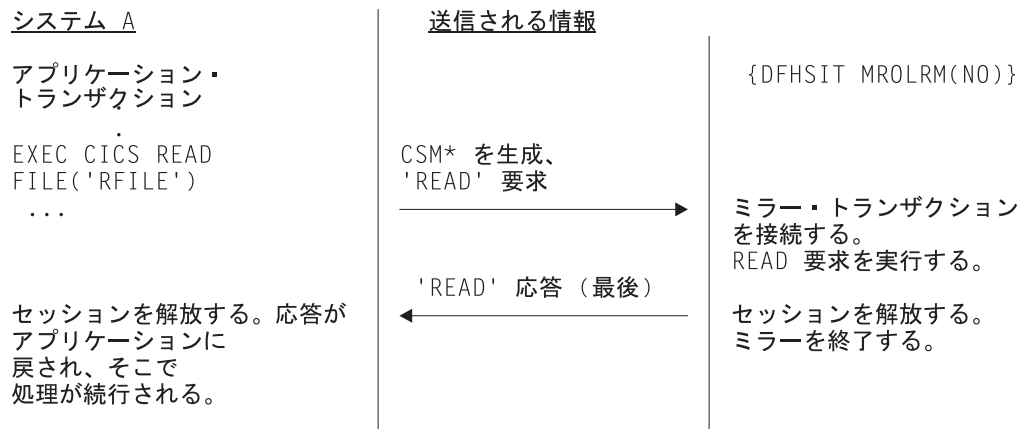 システム A
送信される情報
アプリケーション・
トランザクション
.
.
{DFHSIT MROLRM(NO)}
EXEC CICS READ
FILE('RFILE')
...
CSM* を生成、
'READ' 要求
ミラー・トランザクション
を接続する。
READ 要求を実行する。
'READ' 応答 (最後)
セッションを解放する。応答が
アプリケーションに
戻され、そこで
処理が続行される。
セッションを解放する。
ミラーを終了する。